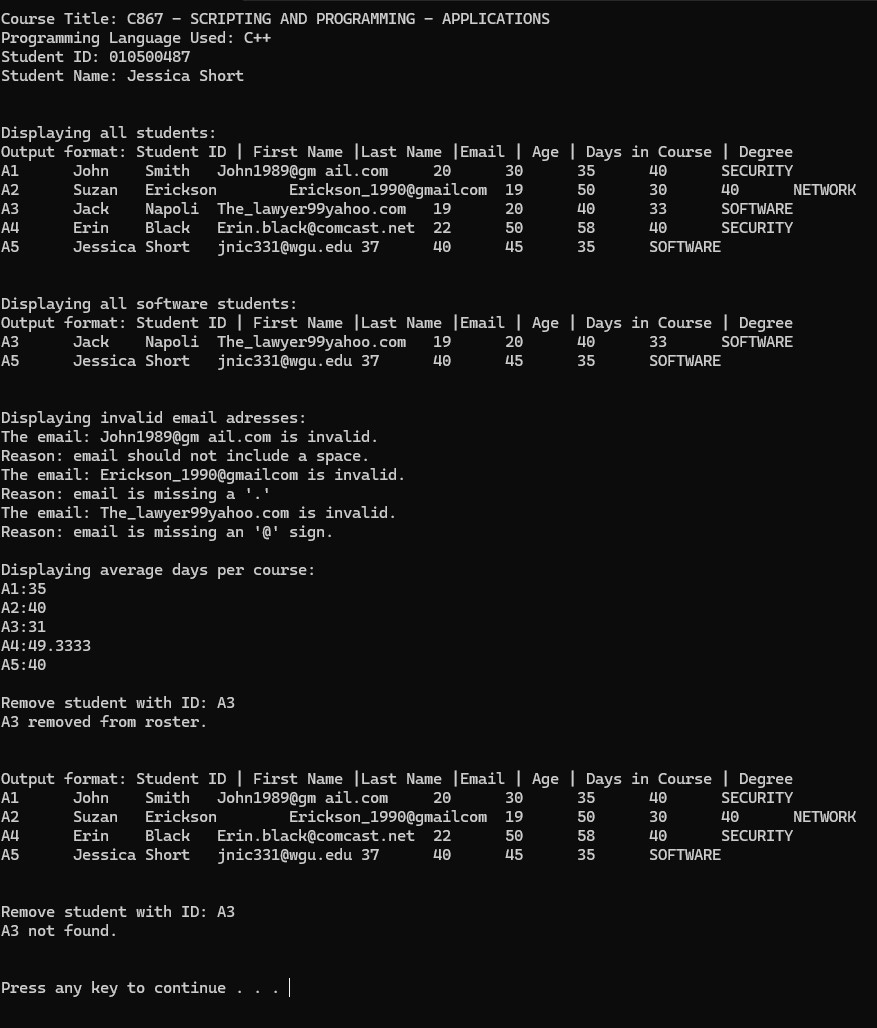 Course Title: C867 — SCRIPTING AND PROGRAMMING — APPLICATIONS
Programming Language Used: C++
Student ID: 010500487
Student Name: Jessica Short
Displaying all students:
Output format: Student ID | First Name |Last Name |Email | Age | Days in Course | Degree
A1      John    Smith   John1989@gm ail.com     20      30      35      40      SECURITY
A2      Suzan   Erickson        Erickson_1990@gmailcom  19      50      30      40      NETWORK
A3      Jack    Napoli  The_lawyer99yahoo.com   19      20      40      33      SOFTWARE
A4      Erin    Black   Erin.black@comcast.net  22      50      58      40      SECURITY
A5      Jessica Short   jnic331@wgu.edu 37      40      45      35      SOFTWARE
Displaying all software students:
Output format: Student ID | First Name |Last Name |Email | Age | Days in Course | Degree
A3      Jack    Napoli  The_lawyer99yahoo.com   19      20      40      33      SOFTWARE
A5      Jessica Short   jnic331@wgu.edu 37      40      45      35      SOFTWARE
Displaying invalid email adresses:
The email: John1989@gm ail.com is invalid.
Reason: email should not include a space.
The email: Erickson_1990@gmailcom is invalid.
Reason: email is missing a '.'
The email: The_lawyer99yahoo.com is invalid.
Reason: email is missing an '@' sign.
Displaying average days per course:
A1:35
A2:40
A3:31
A4:49.3333
A5:40
Remove student with ID: A3
A3 removed from roster.
Output format: Student ID | First Name |Last Name |Email | Age | Days in Course | Degree
A1      John    Smith   John1989@gm ail.com     20      30      35      40      SECURITY
A2      Suzan   Erickson        Erickson_1990@gmailcom  19      50      30      40      NETWORK
A4      Erin    Black   Erin.black@comcast.net  22      50      58      40      SECURITY
A5      Jessica Short   jnic331@wgu.edu 37      40      45      35      SOFTWARE
Remove student with ID: A3
A3 not found.
Press any key to continue . . .